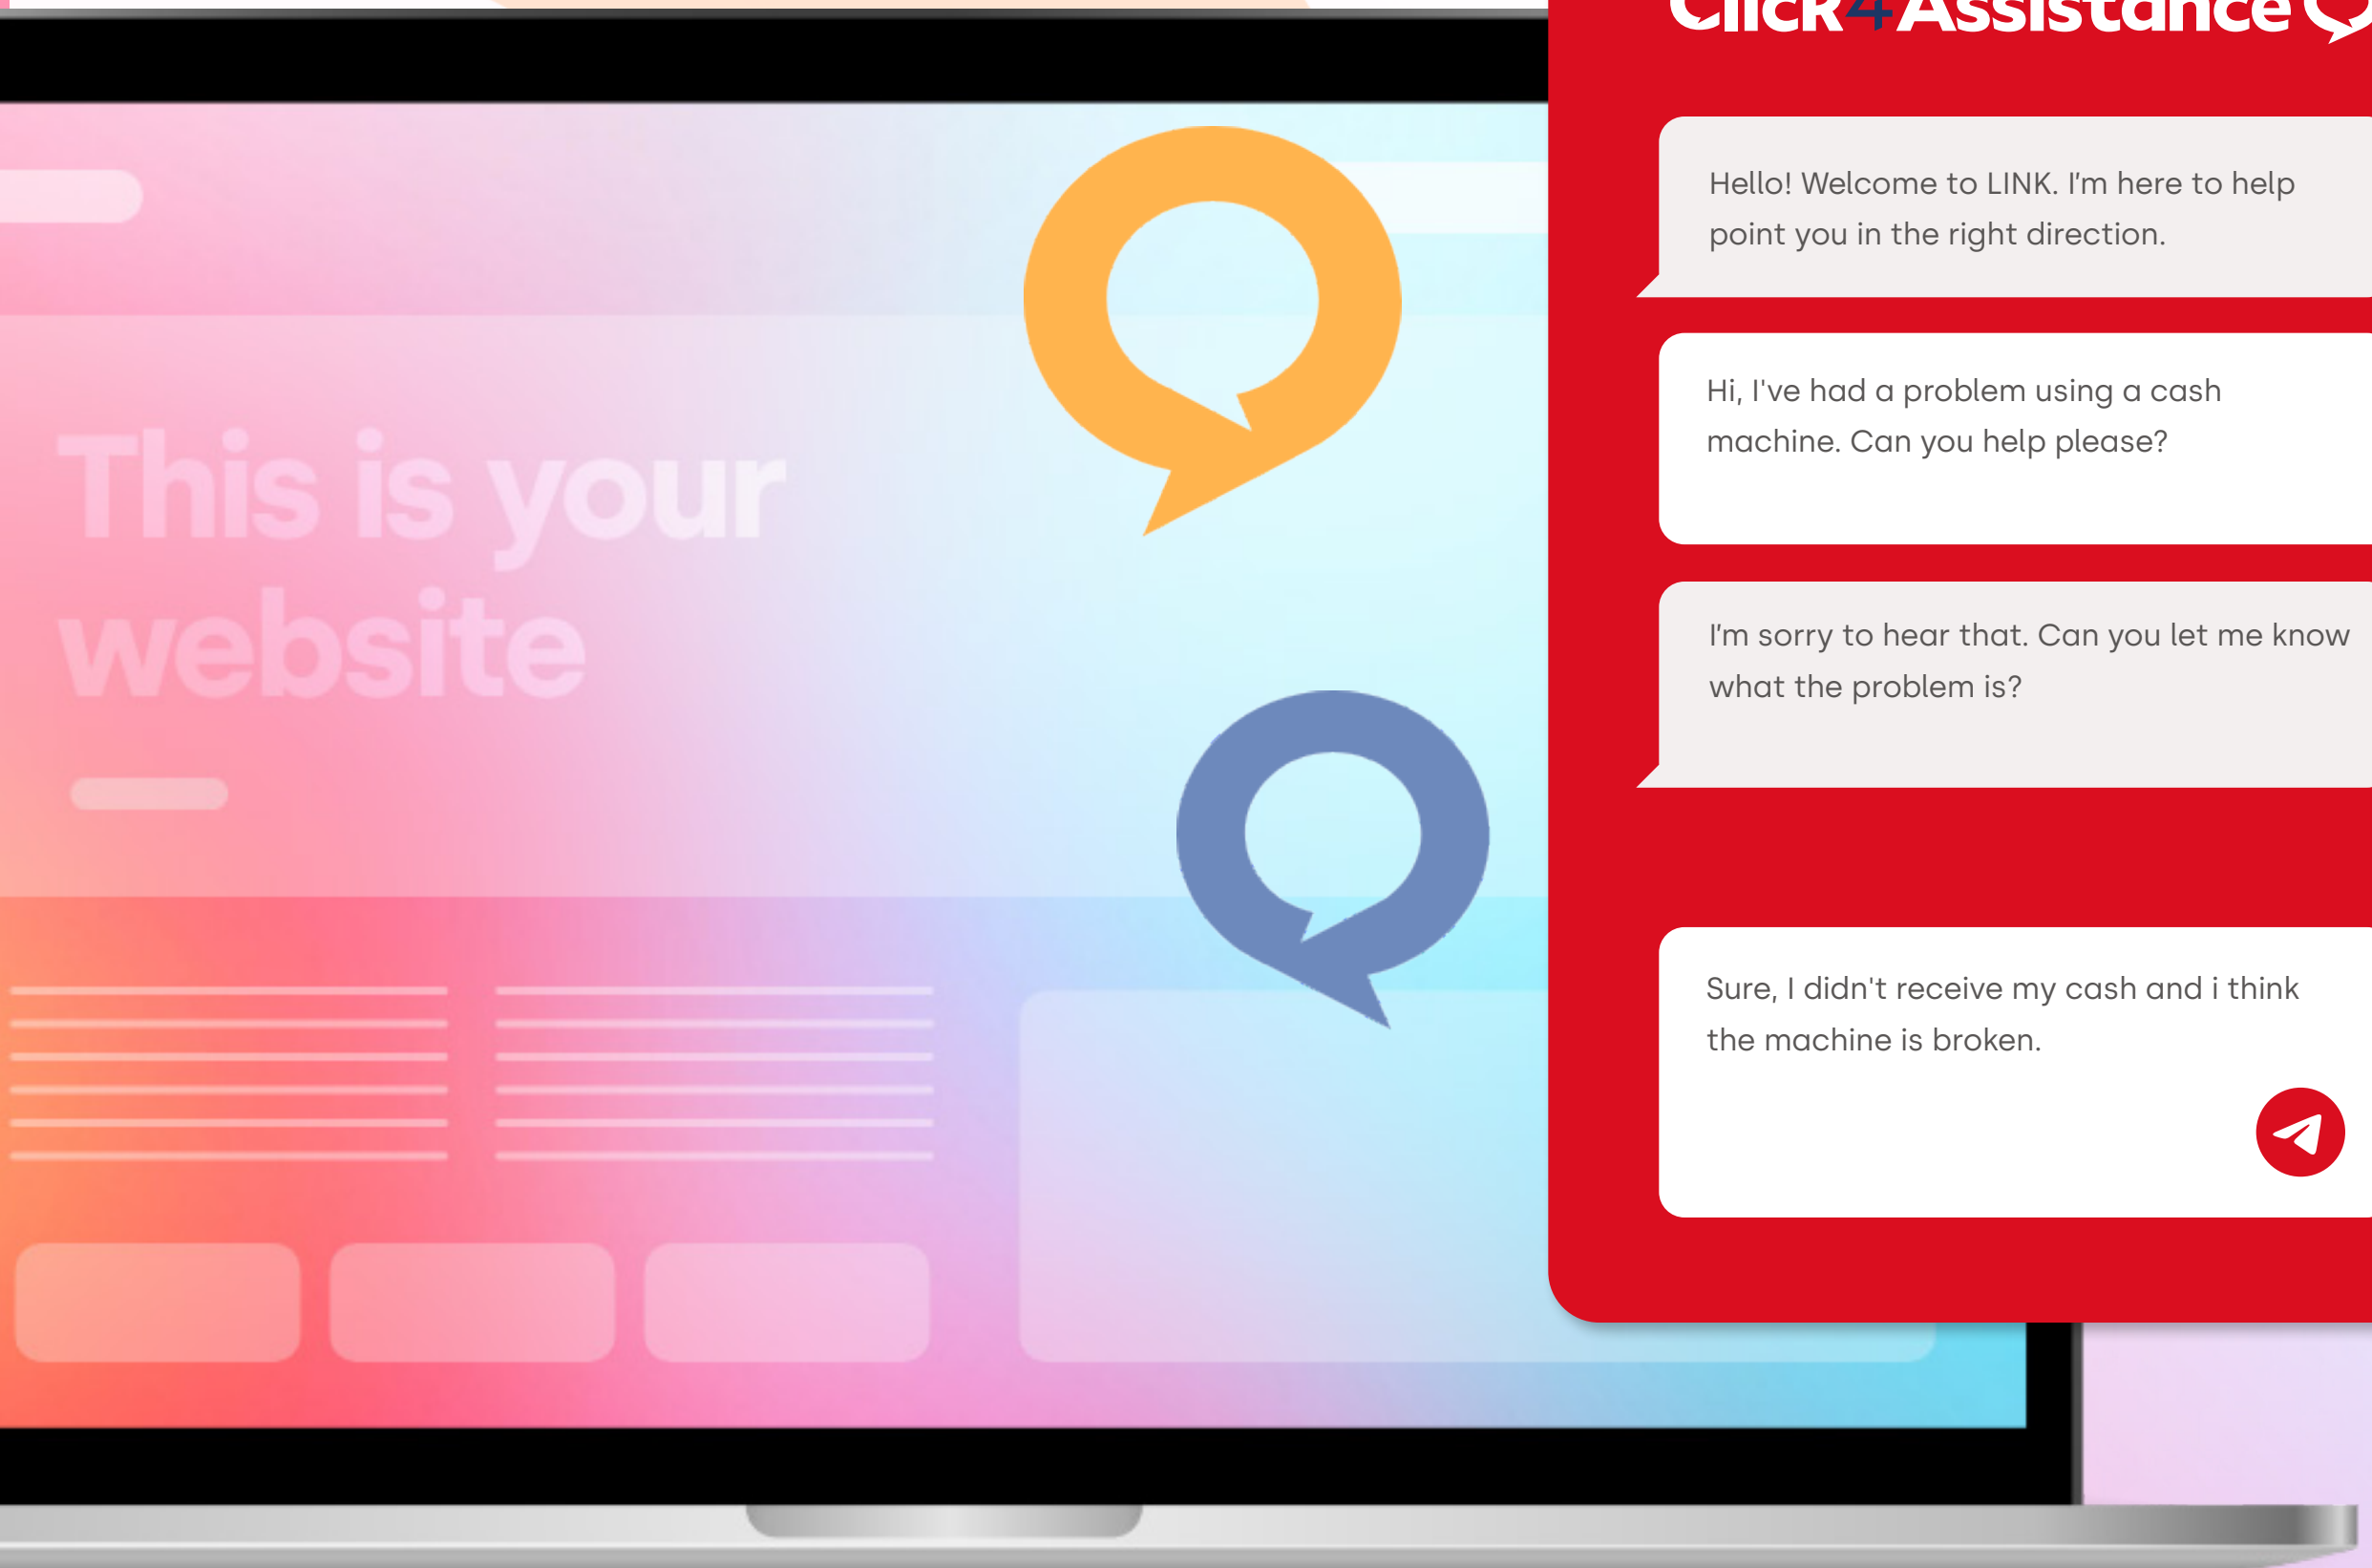 Click4Assistance
This is your
website
Hello! Welcome to LINK. I'm here to help
point you in the right direction.
Hi, I've had a problem using a cash
machine. Can you help please?
I'm sorry to hear that. Can you let me know
what the problem is?
Sure, I didn't receive my cash and i think
the machine is broken.